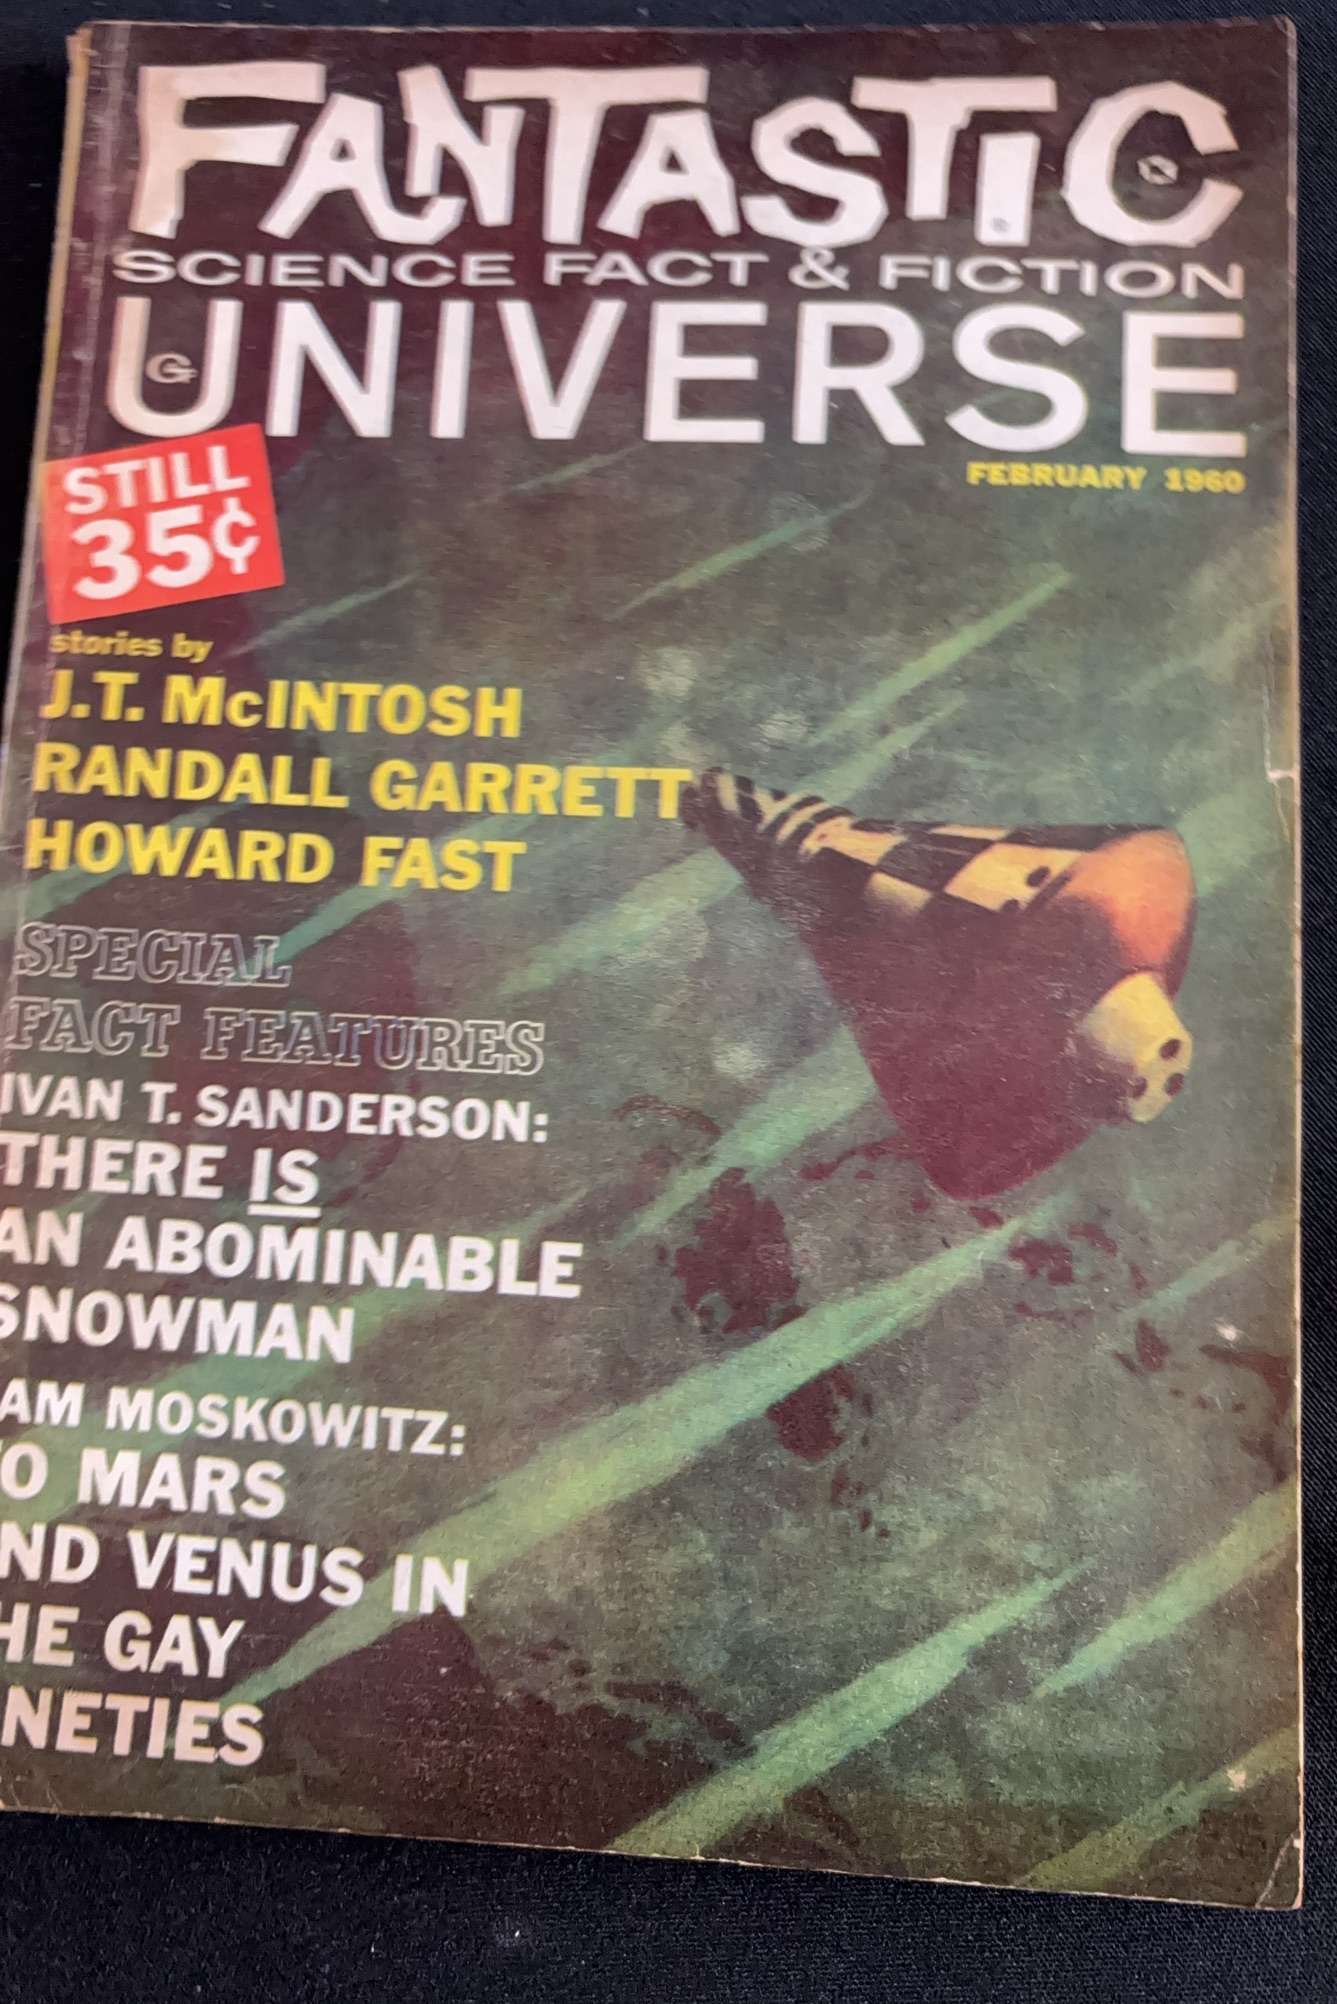 FANTASTIC
SCIENCE FACT & FICTION
UNIVERSE
FEBRUARY 1960
STILL
35¢
stories by
J.T. McINTOSH
RANDALL GARRETT
HOWARD FAST
SPECIAL
FACT FEATURES
IVAN T. SANDERSON:
THERE IS
AN ABOMINABLE
SNOWMAN
AM MOSKOWITZ:
O MARS
ND VENUS IN
HE GAY
NETIES